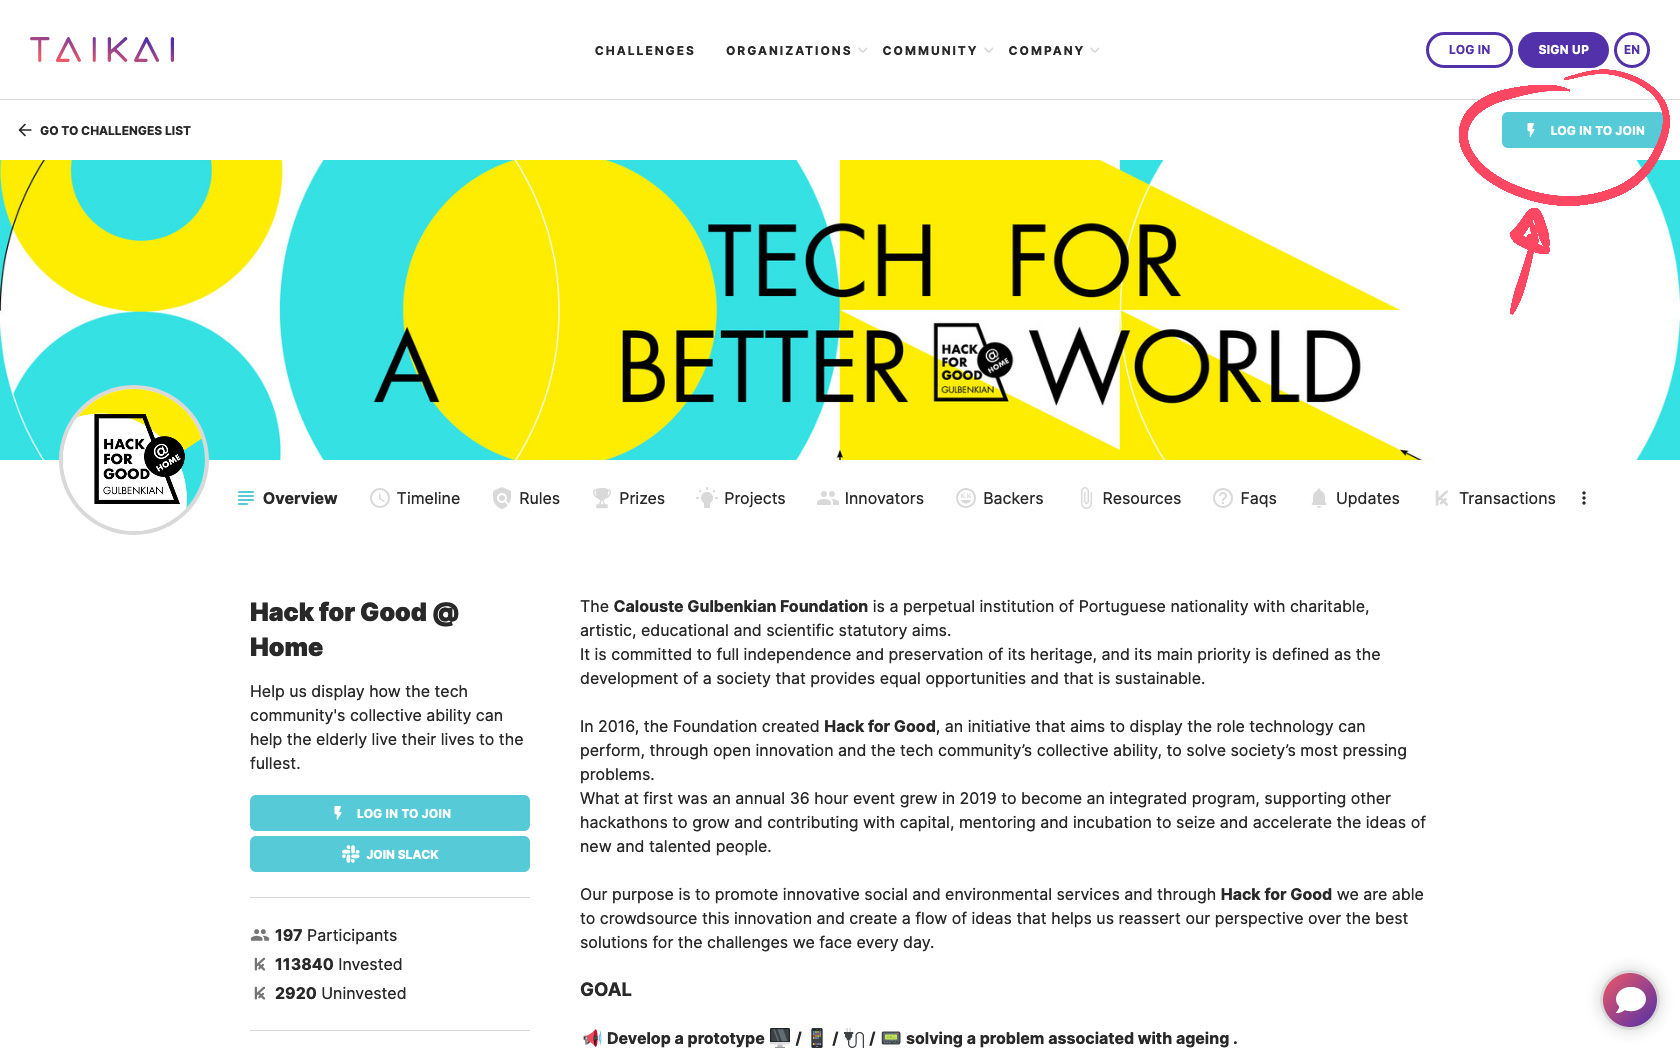 TAIKAI
CHALLENGES ORGANIZATIONS COMMUNITY COMPANY
LOG IN SIGN UP EN
GO TO CHALLENGES LIST
LOG IN TO JOIN
TECH FOR
A BETTER WORLD
HACK
FOR
GOOD
@
HOME
GULBENKIAN
HACK
FOR
GOOD
@
HOME
GULBENKIAN
Overview Timeline Rules Prizes Projects Innovators Backers Resources Faqs Updates Transactions
Hack for Good @
Home
Help us display how the tech
community's collective ability can
help the elderly live their lives to the
fullest.
LOG IN TO JOIN
JOIN SLACK
197 Participants
113840 Invested
2920 Uninvested
The Calouste Gulbenkian Foundation is a perpetual institution of Portuguese nationality with charitable,
artistic, educational and scientific statutory aims.
It is committed to full independence and preservation of its heritage, and its main priority is defined as the
development of a society that provides equal opportunities and that is sustainable.
In 2016, the Foundation created Hack for Good, an initiative that aims to display the role technology can
perform, through open innovation and the tech community’s collective ability, to solve society’s most pressing
problems.
What at first was an annual 36 hour event grew in 2019 to become an integrated program, supporting other
hackathons to grow and contributing with capital, mentoring and incubation to seize and accelerate the ideas of
new and talented people.
Our purpose is to promote innovative social and environmental services and through Hack for Good we are able
to crowdsource this innovation and create a flow of ideas that helps us reassert our perspective over the best
solutions for the challenges we face every day.
GOAL
📣 Develop a prototype 🖥 / 📱 / 🔌 / 📟 solving a problem associated with ageing .